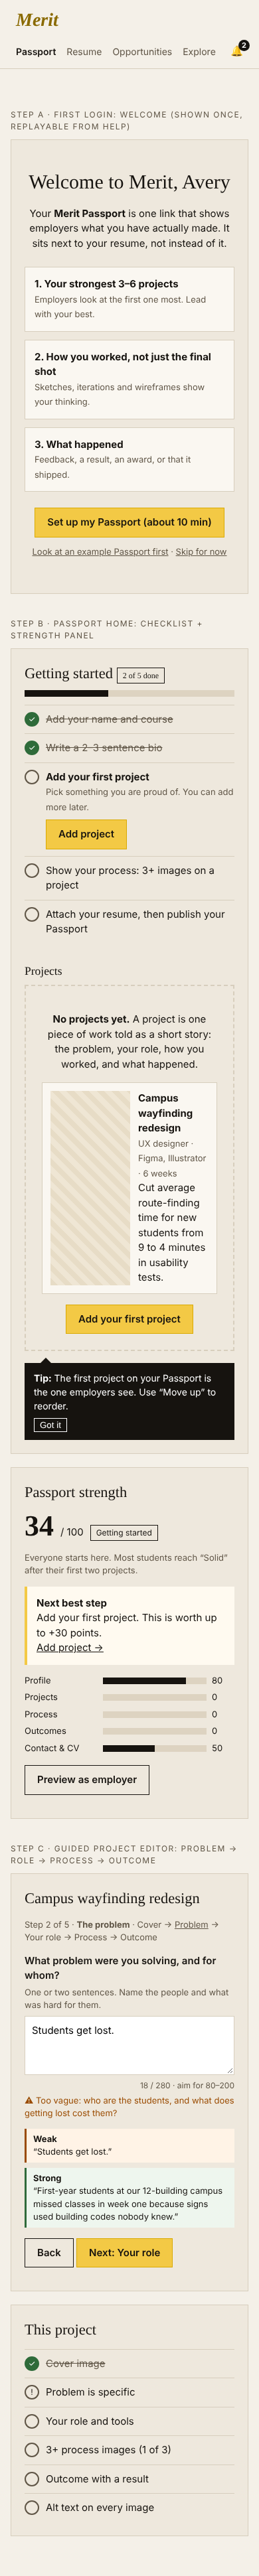 Merit
Passport Resume Opportunities Explore 🔔 2
STEP A · FIRST LOGIN: WELCOME (SHOWN ONCE,
REPLAYABLE FROM HELP)
Welcome to Merit, Avery
Your Merit Passport is one link that shows
employers what you have actually made. It
sits next to your resume, not instead of it.
1. Your strongest 3–6 projects
Employers look at the first one most. Lead
with your best.
2. How you worked, not just the final
shot
Sketches, iterations and wireframes show
your thinking.
3. What happened
Feedback, a result, an award, or that it
shipped.
Set up my Passport (about 10 min)
Look at an example Passport first · Skip for now
STEP B · PASSPORT HOME: CHECKLIST +
STRENGTH PANEL
Getting started 2 of 5 done
Add your name and course
Write a 2–3 sentence bio
Add your first project
Pick something you are proud of. You can add
more later.
Add project
Show your process: 3+ images on a
project
Attach your resume, then publish your
Passport
Projects
No projects yet. A project is one
piece of work told as a short story:
the problem, your role, how you
worked, and what happened.
Campus
wayfinding
redesign
UX designer ·
Figma, Illustrator
· 6 weeks
Cut average
route-finding
time for new
students from
9 to 4 minutes
in usability
tests.
Add your first project
Tip: The first project on your Passport is
the one employers see. Use “Move up” to
reorder.
Got it
Passport strength
34 / 100 Getting started
Everyone starts here. Most students reach “Solid”
after their first two projects.
Next best step
Add your first project. This is worth up
to +30 points.
Add project →
Profile 80
Projects 0
Process 0
Outcomes 0
Contact & CV 50
Preview as employer
STEP C · GUIDED PROJECT EDITOR: PROBLEM →
ROLE → PROCESS → OUTCOME
Campus wayfinding redesign
Step 2 of 5 · The problem · Cover → Problem →
Your role → Process → Outcome
What problem were you solving, and for
whom?
One or two sentences. Name the people and what
was hard for them.
Students get lost.
18 / 280 · aim for 80–200
⚠ Too vague: who are the students, and what does
getting lost cost them?
Weak
“Students get lost.”
Strong
“First-year students at our 12-building campus
missed classes in week one because signs
used building codes nobody knew.”
Back Next: Your role
This project
Cover image
! Problem is specific
Your role and tools
3+ process images (1 of 3)
Outcome with a result
Alt text on every image